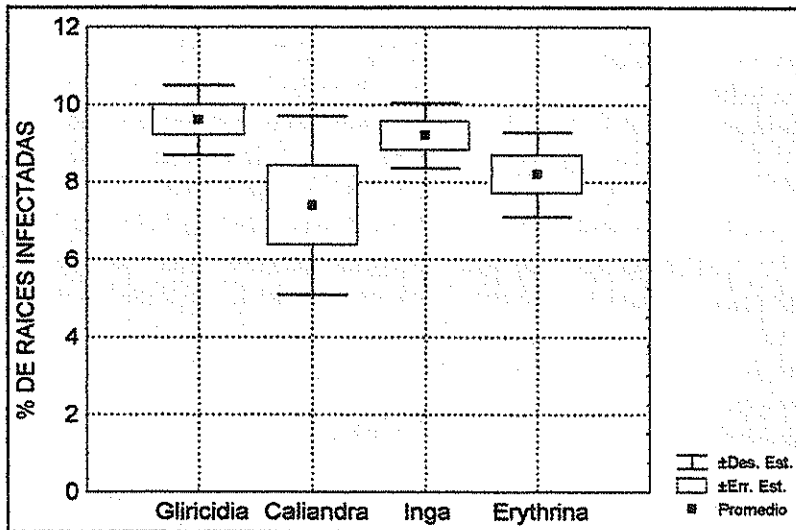 % DE RAICES INFECTADAS
12
10
8
6
4
2
0
Gliricidia Caliandra Inga Erythrina
±Des. Est.
±Err. Est.
Promedio